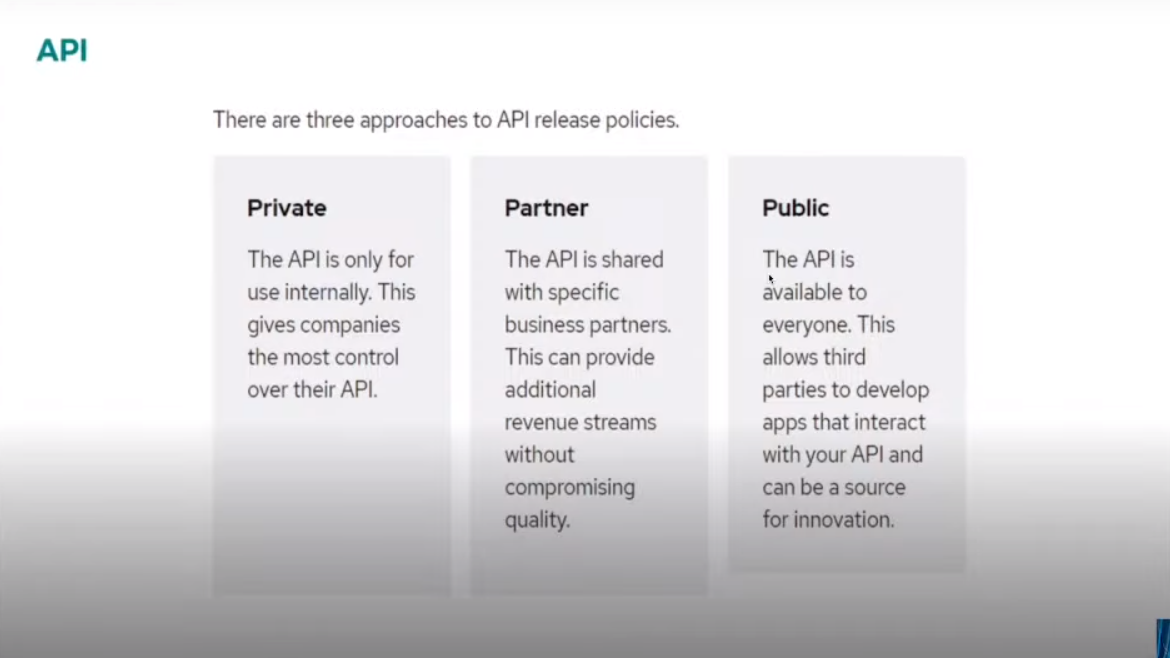 API
There are three approaches to API release policies.
Private
The API is only for
use internally. This
gives companies
the most control
over their API.
Partner
The API is shared
with specific
business partners.
This can provide
additional
revenue streams
without
compromising
quality.
Public
The API is
available to
everyone. This
allows third
parties to develop
apps that interact
with your API and
can be a source
for innovation.